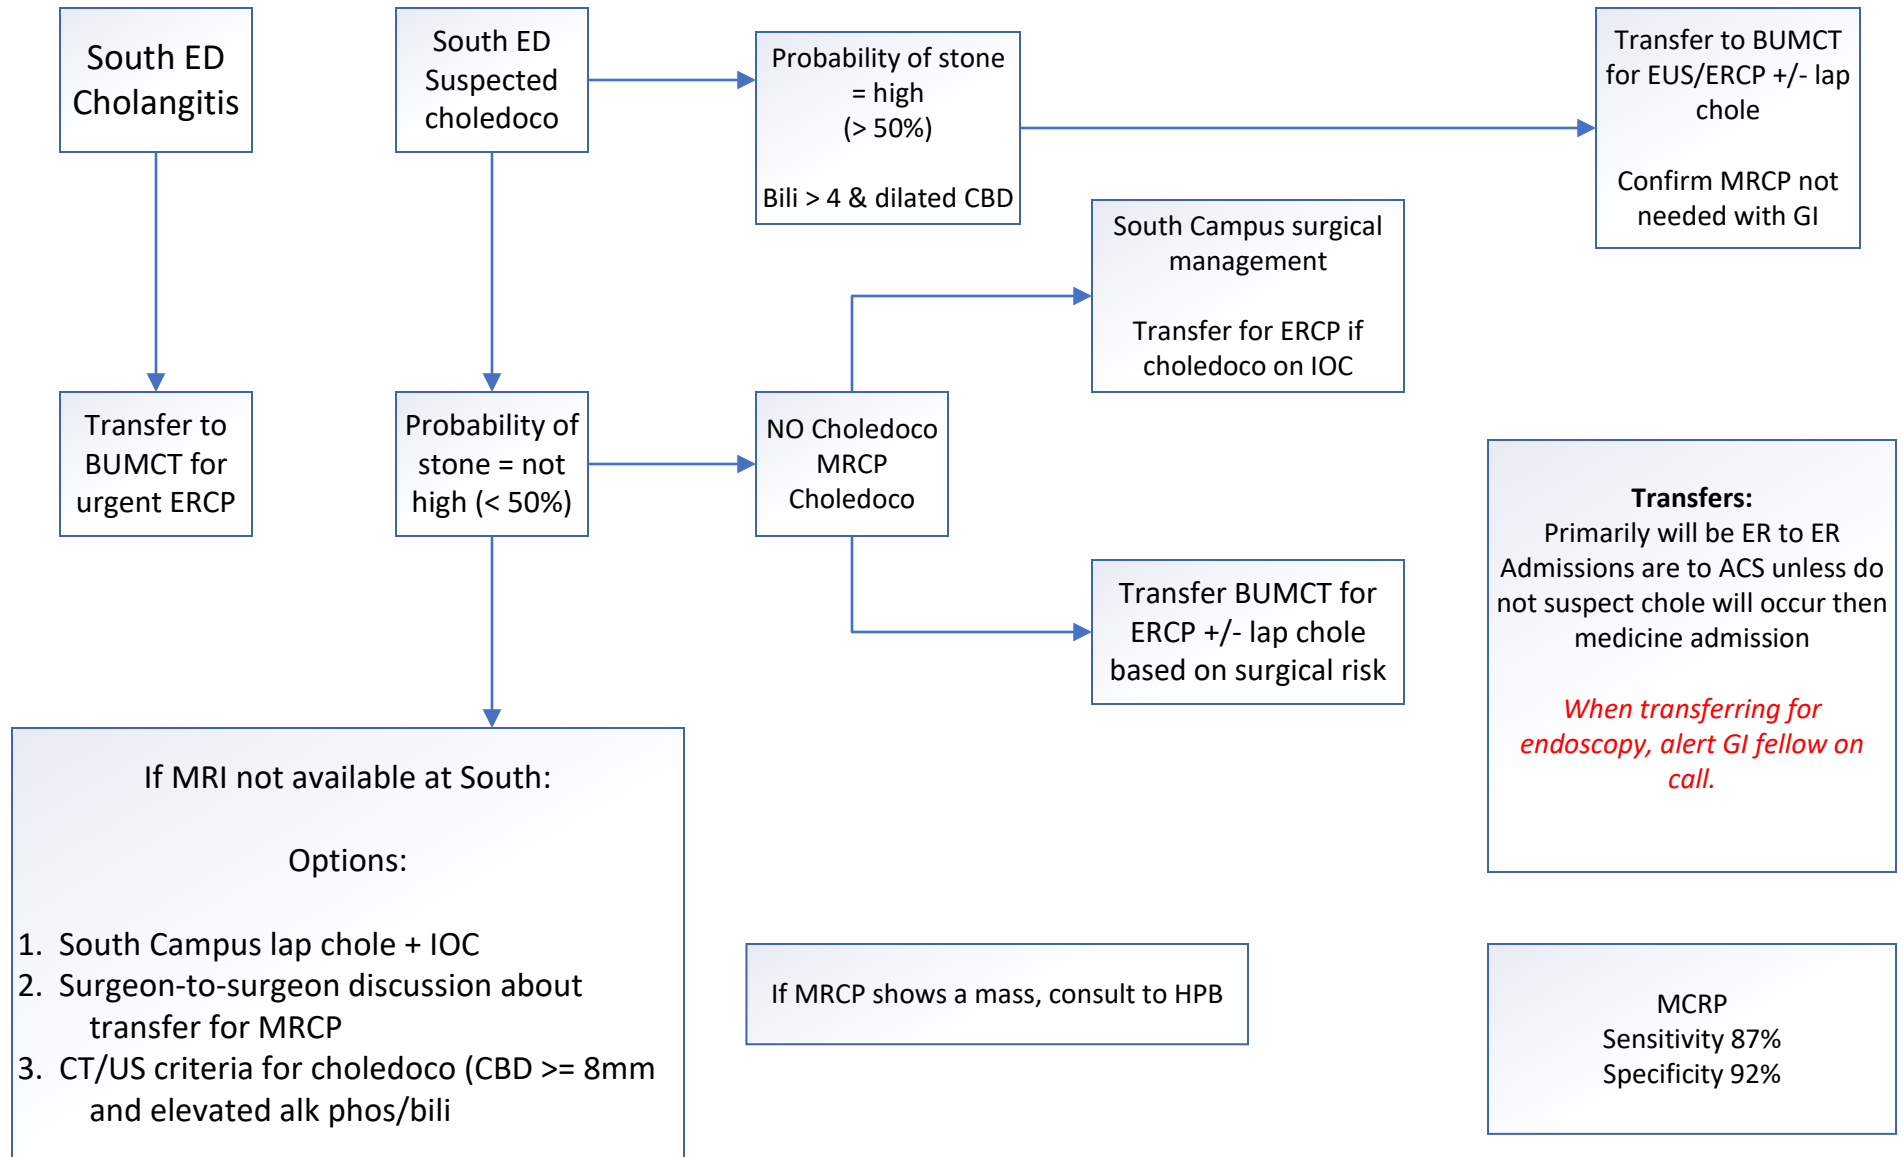 South ED
Cholangitis
South ED
Suspected
choledoco
Probability of stone
= high
(> 50%)
Bili > 4 & dilated CBD
Transfer to BUMCT
for EUS/ERCP +/- lap
chole
Confirm MRCP not
needed with GI
South Campus surgical
management
Transfer for ERCP if
choledoco on IOC
Transfer to
BUMCT for
urgent ERCP
Probability of
stone = not
high (< 50%)
NO Choledoco
MRCP
Choledoco
Transfer BUMCT for
ERCP +/- lap chole
based on surgical risk
Transfers:
Primarily will be ER to ER
Admissions are to ACS unless do
not suspect chole will occur then
medicine admission
When transferring for
endoscopy, alert GI fellow on
call.
If MRI not available at South:
Options:
1. South Campus lap chole + IOC
2. Surgeon-to-surgeon discussion about
transfer for MRCP
3. CT/US criteria for choledoco (CBD >= 8mm
and elevated alk phos/bili
If MRCP shows a mass, consult to HPB
MCRP
Sensitivity 87%
Specificity 92%